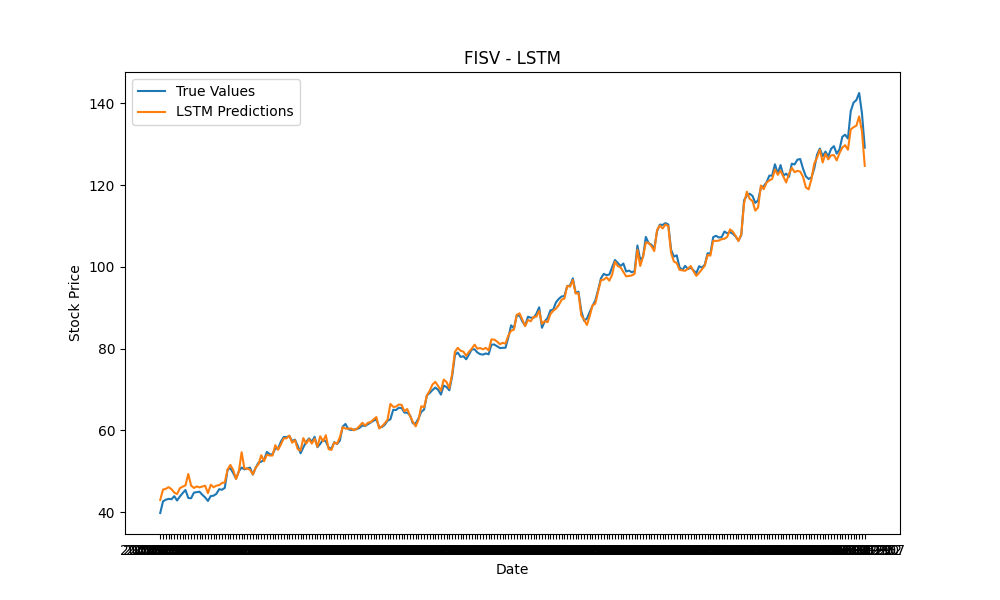 FISV - LSTM
True Values
LSTM Predictions
140
120
100
80
60
40
Stock Price
Date